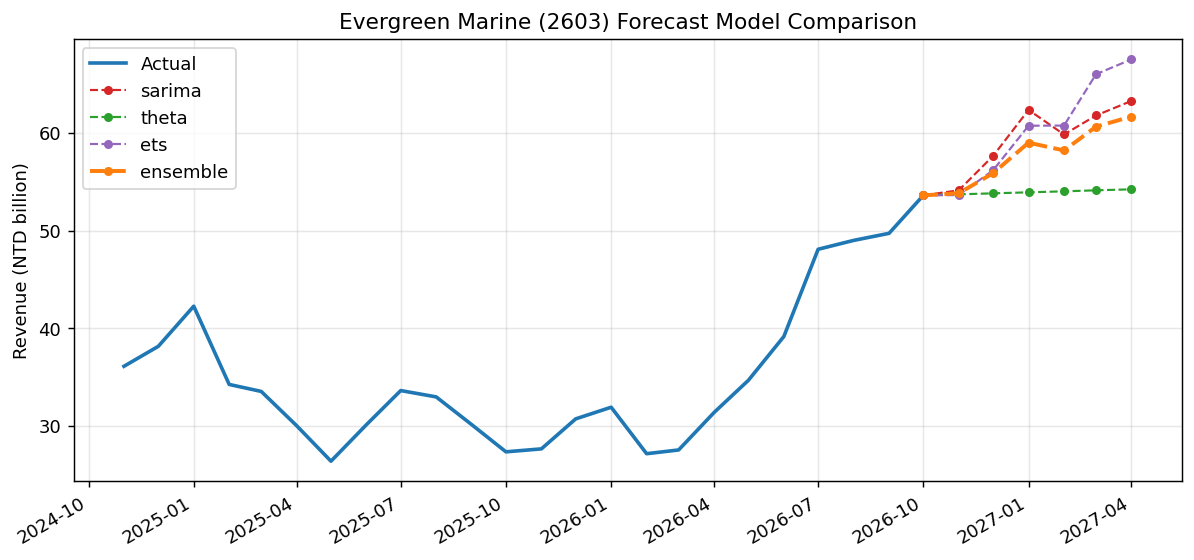 Evergreen Marine (2603) Forecast Model Comparison
Actual
sarima
theta
ets
ensemble
Revenue (NTD billion)
60
50
40
30
2024-10
2025-01
2025-04
2025-07
2025-10
2026-01
2026-04
2026-07
2026-10
2027-01
2027-04